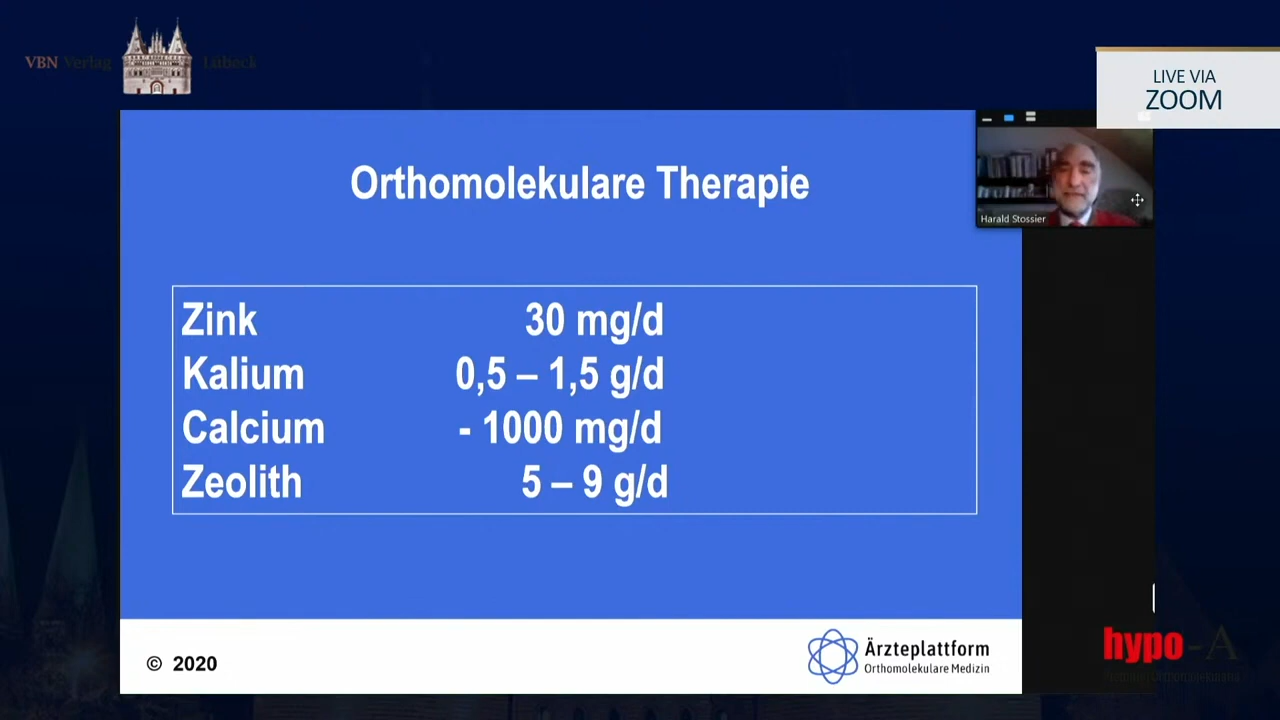 VBN Verlag Lübeck
LIVE VIA
ZOOM
Orthomolekulare Therapie
Harald Stossier
Zink 30 mg/d
Kalium 0,5 – 1,5 g/d
Calcium - 1000 mg/d
Zeolith 5 – 9 g/d
© 2020
Ärzteplattform
Orthomolekulare Medizin
hypo-A